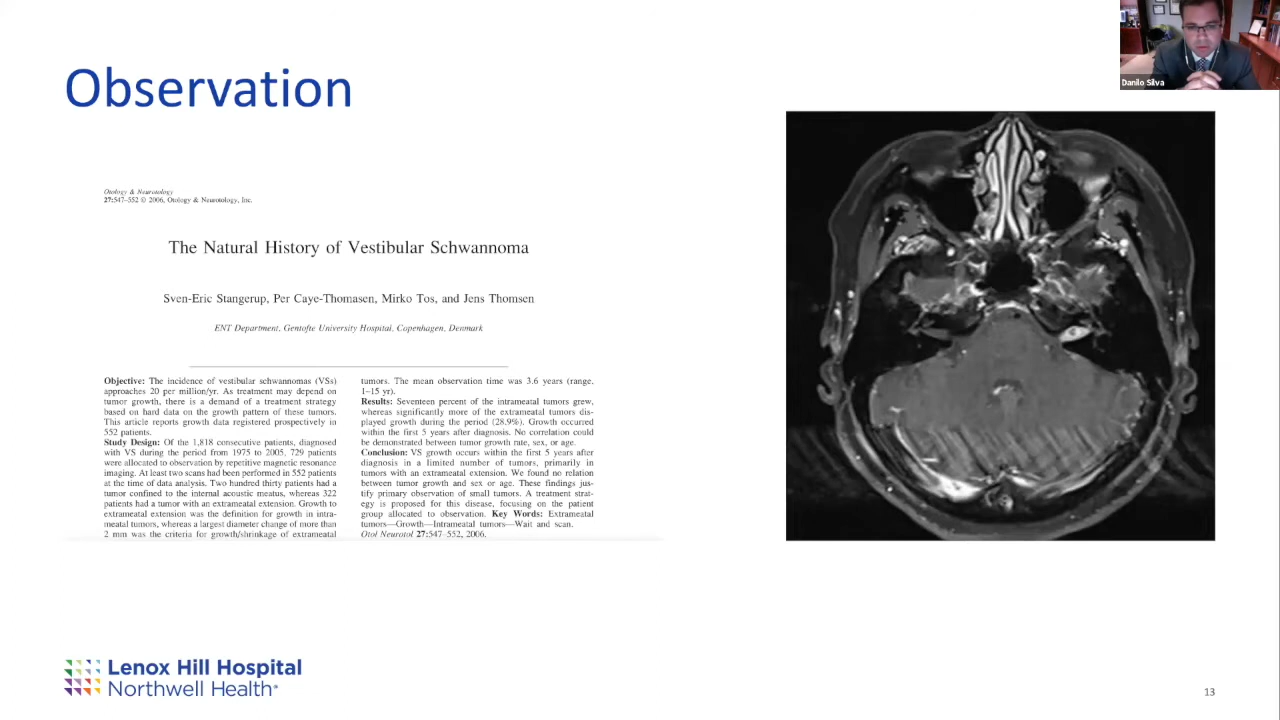 Observation
Danilo Silva
Otology & Neurotology
27:547–552 © 2006, Otology & Neurotology, Inc.
The Natural History of Vestibular Schwannoma
Sven-Eric Stangerup, Per Caye-Thomasen, Mirko Tos, and Jens Thomsen
ENT Department, Gentofte University Hospital, Copenhagen, Denmark
Objective: The incidence of vestibular schwannomas (VSs)
approaches 20 per million/yr. As treatment may depend on
tumor growth, there is a demand of a treatment strategy
based on hard data on the growth pattern of these tumors.
This article reports growth data registered prospectively in
552 patients.
Study Design: Of the 1,818 consecutive patients, diagnosed
with VS during the period from 1975 to 2005, 729 patients
were allocated to observation by repetitive magnetic resonance
imaging. At least two scans had been performed in 552 patients
at the time of data analysis. Two hundred thirty patients had a
tumor confined to the internal acoustic meatus, whereas 322
patients had a tumor with an extrameatal extension. Growth to
extrameatal extension was the definition for growth in intra-
meatal tumors, whereas a largest diameter change of more than
2 mm was the criteria for growth/shrinkage of extrameatal
tumors. The mean observation time was 3.6 years (range,
1–15 yr).
Results: Seventeen percent of the intrameatal tumors grew,
whereas significantly more of the extrameatal tumors dis-
played growth during the period (28.9%). Growth occurred
within the first 5 years after diagnosis. No correlation could
be demonstrated between tumor growth rate, sex, or age.
Conclusion: VS growth occurs within the first 5 years after
diagnosis in a limited number of tumors, primarily in
tumors with an extrameatal extension. We found no relation
between tumor growth and sex or age. These findings jus-
tify primary observation of small tumors. A treatment strat-
egy is proposed for this disease, focusing on the patient
group allocated to observation. Key Words: Extrameatal
tumors—Growth—Intrameatal tumors—Wait and scan.
Otol Neurotol 27:547–552, 2006.
Lenox Hill Hospital
Northwell Health®
13